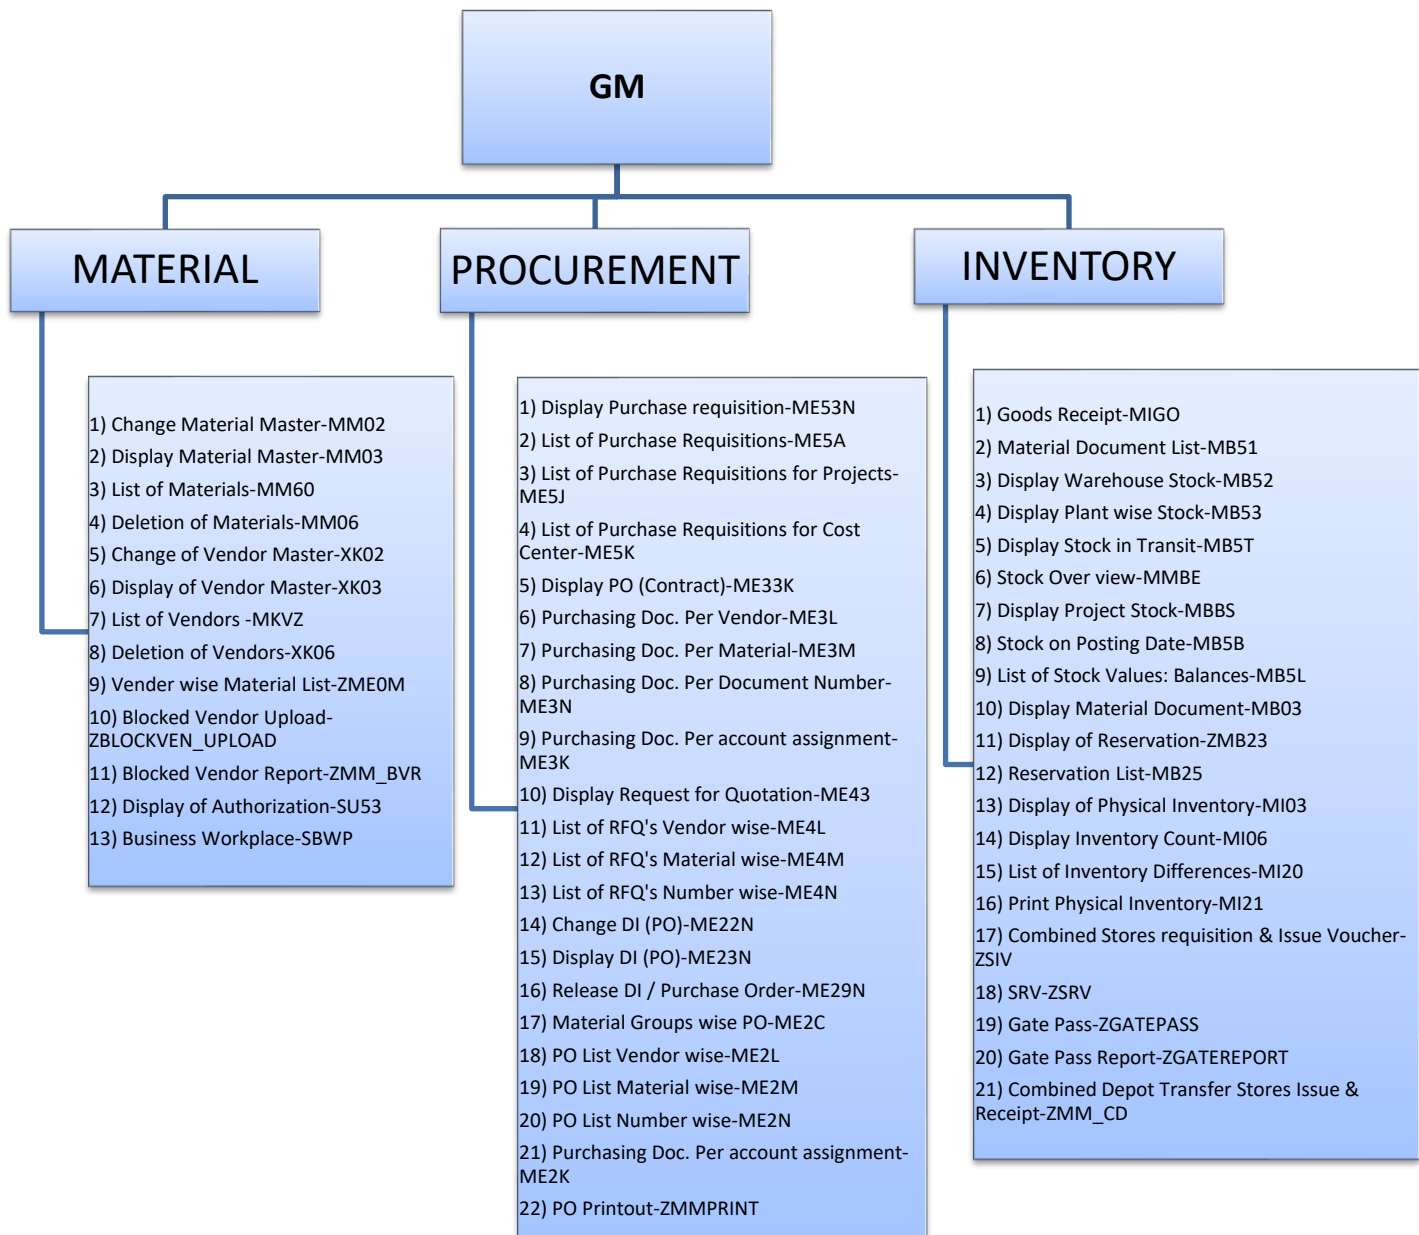 GM
MATERIAL
PROCUREMENT
INVENTORY
1) Change Material Master-MM02
2) Display Material Master-MM03
3) List of Materials-MM60
4) Deletion of Materials-MM06
5) Change of Vendor Master-XK02
6) Display of Vendor Master-XK03
7) List of Vendors -MKVZ
8) Deletion of Vendors-XK06
9) Vender wise Material List-ZME0M
10) Blocked Vendor Upload-
ZBLOCKVEN_UPLOAD
11) Blocked Vendor Report-ZMM_BVR
12) Display of Authorization-SU53
13) Business Workplace-SBWP
1) Display Purchase requisition-ME53N
2) List of Purchase Requisitions-ME5A
3) List of Purchase Requisitions for Projects-
ME5J
4) List of Purchase Requisitions for Cost
Center-ME5K
5) Display PO (Contract)-ME33K
6) Purchasing Doc. Per Vendor-ME3L
7) Purchasing Doc. Per Material-ME3M
8) Purchasing Doc. Per Document Number-
ME3N
9) Purchasing Doc. Per account assignment-
ME3K
10) Display Request for Quotation-ME43
11) List of RFQ's Vendor wise-ME4L
12) List of RFQ's Material wise-ME4M
13) List of RFQ's Number wise-ME4N
14) Change DI (PO)-ME22N
15) Display DI (PO)-ME23N
16) Release DI / Purchase Order-ME29N
17) Material Groups wise PO-ME2C
18) PO List Vendor wise-ME2L
19) PO List Material wise-ME2M
20) PO List Number wise-ME2N
21) Purchasing Doc. Per account assignment-
ME2K
22) PO Printout-ZMMPRINT
1) Goods Receipt-MIGO
2) Material Document List-MB51
3) Display Warehouse Stock-MB52
4) Display Plant wise Stock-MB53
5) Display Stock in Transit-MB5T
6) Stock Over view-MMBE
7) Display Project Stock-MBBS
8) Stock on Posting Date-MB5B
9) List of Stock Values: Balances-MB5L
10) Display Material Document-MB03
11) Display of Reservation-ZMB23
12) Reservation List-MB25
13) Display of Physical Inventory-MI03
14) Display Inventory Count-MI06
15) List of Inventory Differences-MI20
16) Print Physical Inventory-MI21
17) Combined Stores requisition & Issue Voucher-
ZSIV
18) SRV-ZSRV
19) Gate Pass-ZGATEPASS
20) Gate Pass Report-ZGATEREPORT
21) Combined Depot Transfer Stores Issue &
Receipt-ZMM_CD